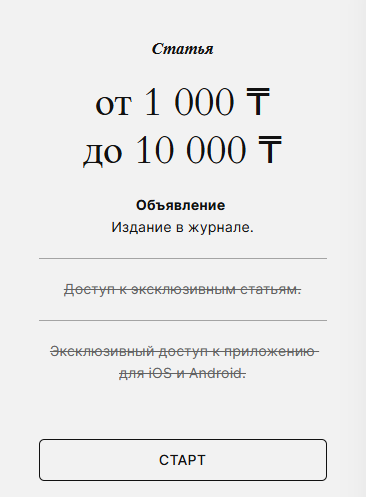 Статья
от 1 000 ₸
до 10 000 ₸
Объявление
Издание в журнале.
Доступ к эксклюзивным статьям.
Эксклюзивный доступ к приложению
для iOS и Android.
СТАРТ